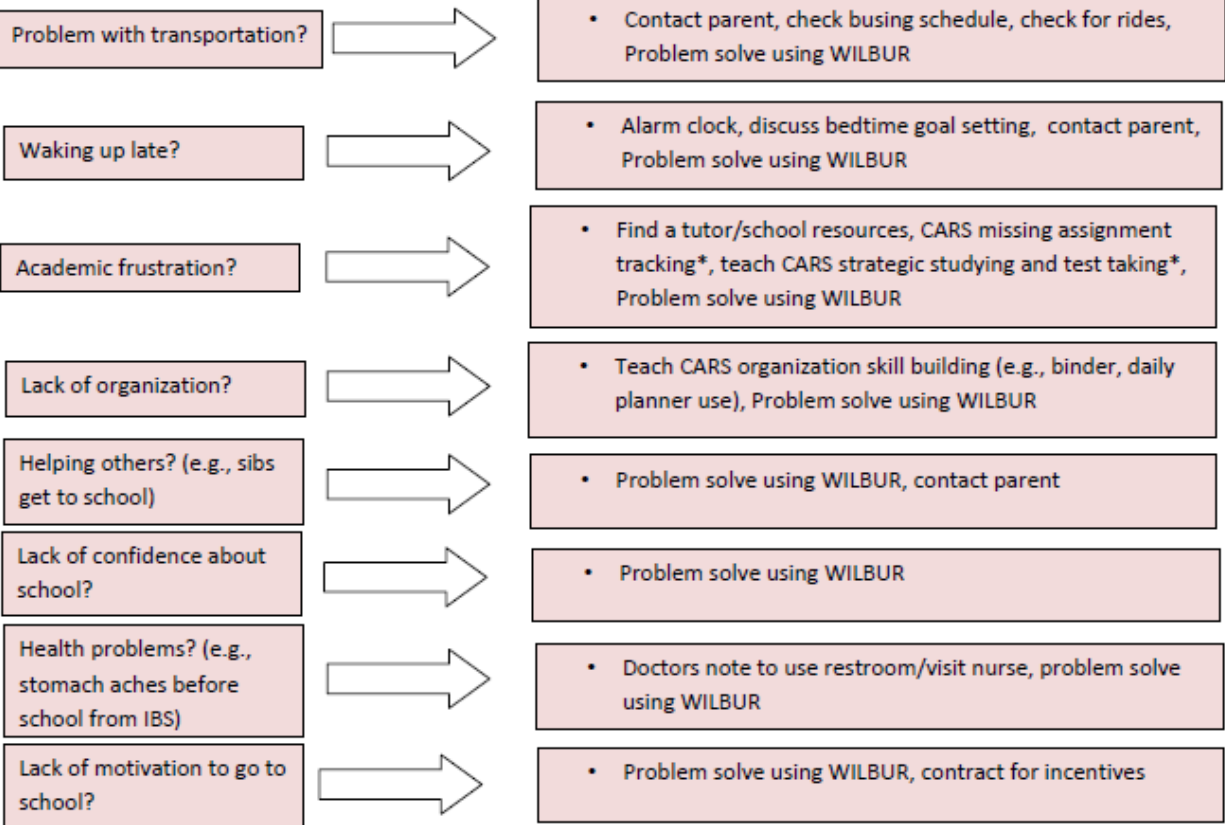 Problem with transportation?
• Contact parent, check busing schedule, check for rides,
Problem solve using WILBUR
Waking up late?
• Alarm clock, discuss bedtime goal setting, contact parent,
Problem solve using WILBUR
Academic frustration?
• Find a tutor/school resources, CARS missing assignment
tracking*, teach CARS strategic studying and test taking*,
Problem solve using WILBUR
Lack of organization?
• Teach CARS organization skill building (e.g., binder, daily
planner use), Problem solve using WILBUR
Helping others? (e.g., sibs
get to school)
• Problem solve using WILBUR, contact parent
Lack of confidence about
school?
• Problem solve using WILBUR
Health problems? (e.g.,
stomach aches before
school from IBS)
• Doctors note to use restroom/visit nurse, problem solve
using WILBUR
Lack of motivation to go to
school?
• Problem solve using WILBUR, contract for incentives